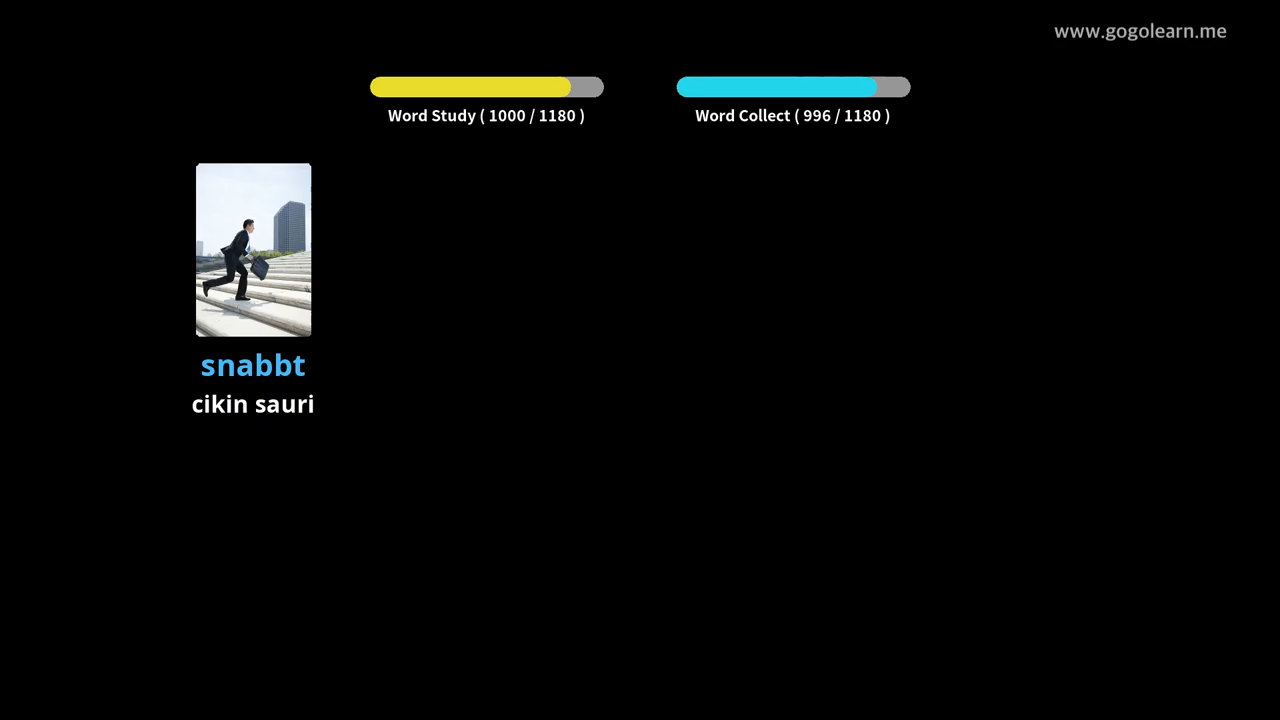 www.gogolearn.me
Word Study ( 1000 / 1180 )
Word Collect ( 996 / 1180 )
snabbt
cikin sauri